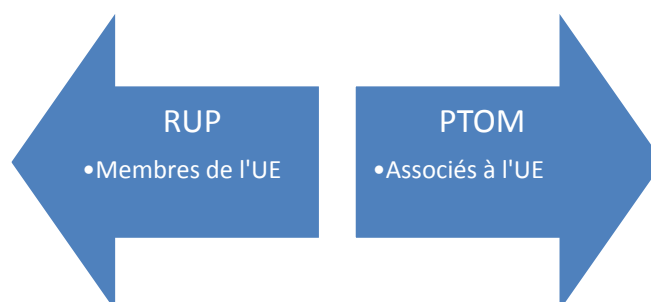 RUP
•Membres de l'UE
PTOM
•Associés à l'UE